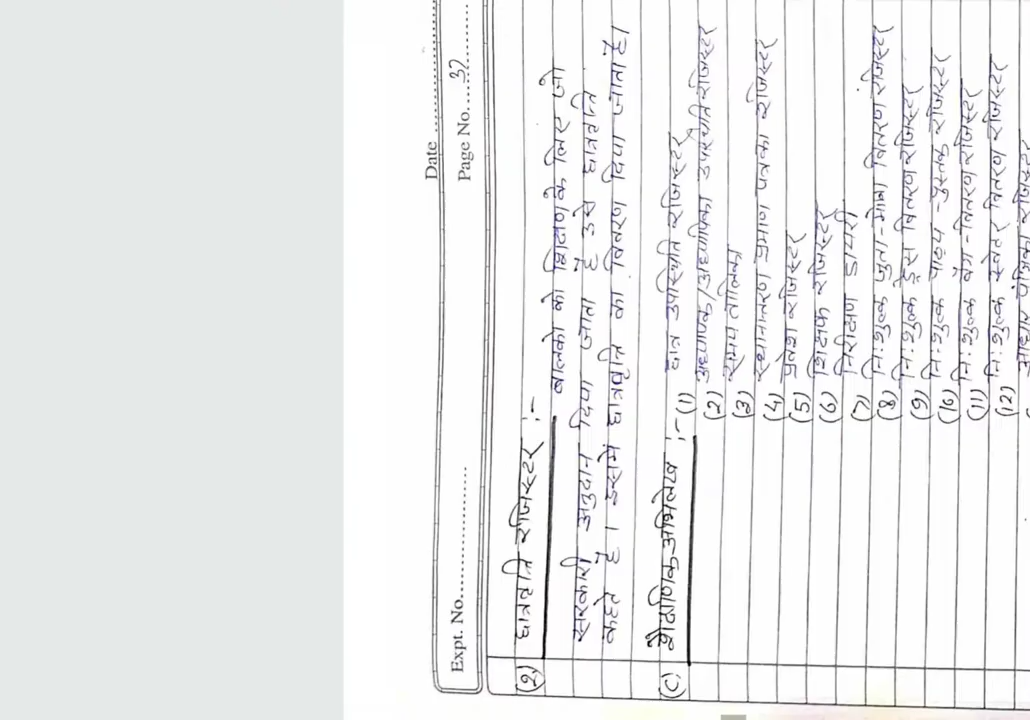 Date
Expt. No. Page No. 37
(2) छात्रवृति रजिस्टर :-
बालको को शिक्षण के लिए जो
सरकारी अनुदान दिया जाता है उसे छात्रवृति
कहते है । इसमें छात्रवृति का विवरण दिया जाता है।
(C) शैक्षणिक अभिलेख :- (1) छात्र उपस्थिति रजिस्टर
(2) अध्यापक/अध्यापिका उपस्थिति रजिस्टर
(3) समय तालिका
(4) स्थानान्तरण प्रमाण पत्र का रजिस्टर
(5) प्रवेश रजिस्टर
(6) शिक्षक रजिस्टर
(7) निरीक्षण डायरी
(8) नि:शुल्क जुता-मोजा वितरण रजिस्टर
(9) नि:शुल्क ड्रेस वितरण रजिस्टर
(10) नि:शुल्क पाठ्य-पुस्तक रजिस्टर
(11) नि:शुल्क बैग-वितरण रजिस्टर
(12) नि:शुल्क स्वेटर वितरण रजिस्टर